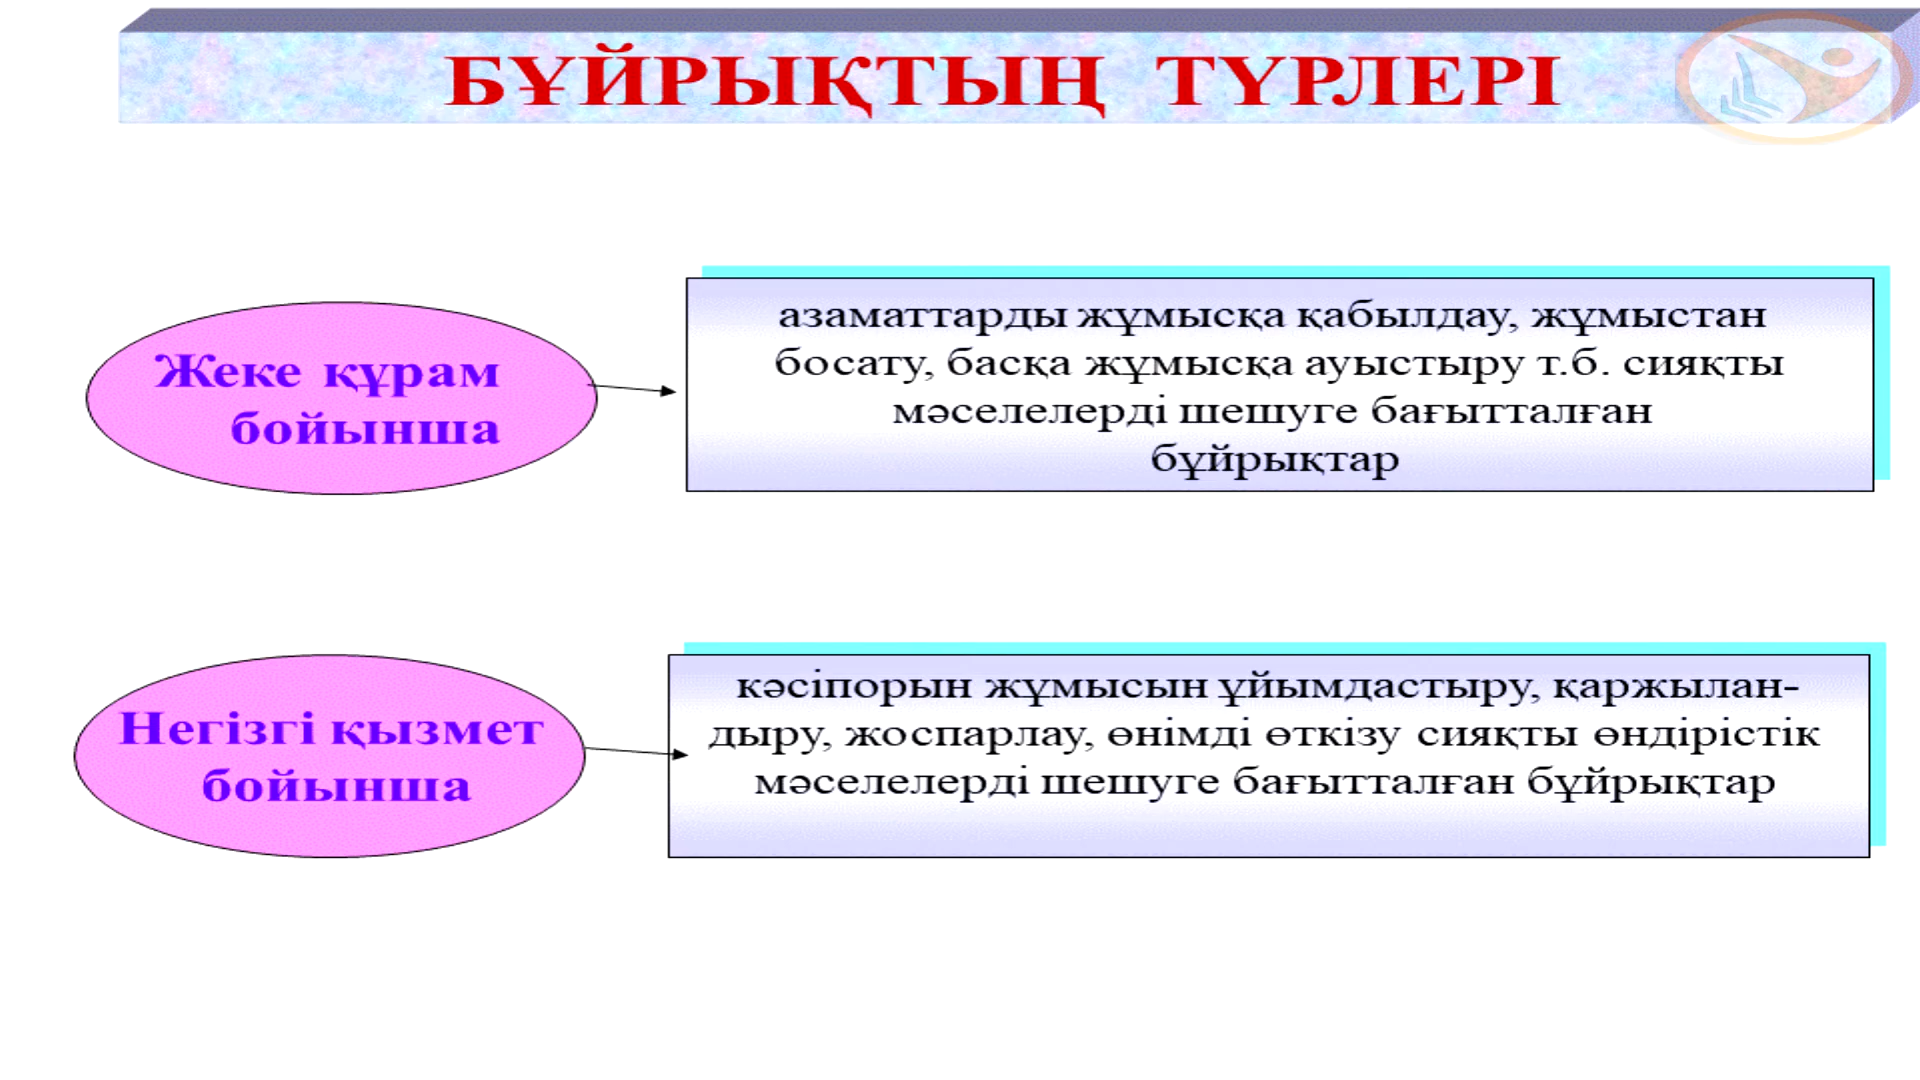 БҰЙРЫҚТЫҢ ТҮРЛЕРІ
Жеке құрам
бойынша
азаматтарды жұмысқа қабылдау, жұмыстан
босату, басқа жұмысқа ауыстыру т.б. сияқты
мәселелерді шешуге бағытталған
бұйрықтар
Негізгі қызмет
бойынша
кәсіпорын жұмысын ұйымдастыру, қаржылан-
дыру, жоспарлау, өнімді өткізу сияқты өндірістік
мәселелерді шешуге бағытталған бұйрықтар